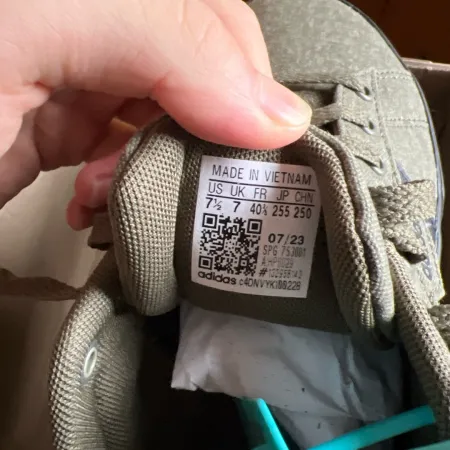 MADE IN VIETNAM
US UK FR JP CHN
7½ 7 40⅔ 255 250
07/23
adidas